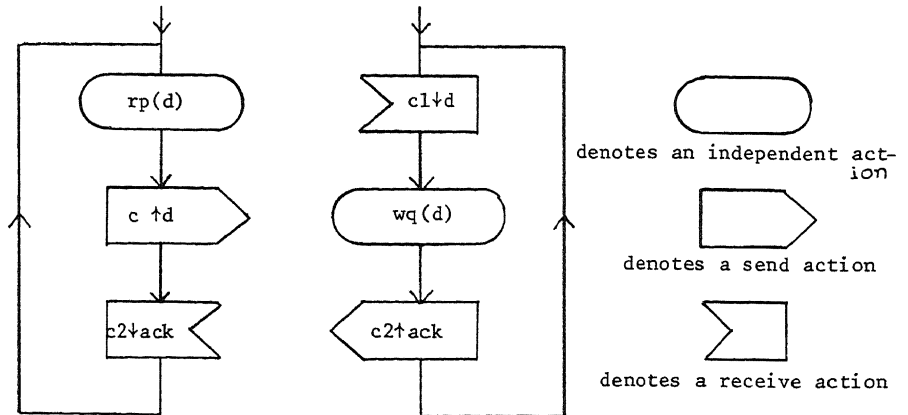 rp(d)
c ↑d
c2↓ack
c1↓d
wq(d)
c2↑ack
denotes an independent act-
ion
denotes a send action
denotes a receive action